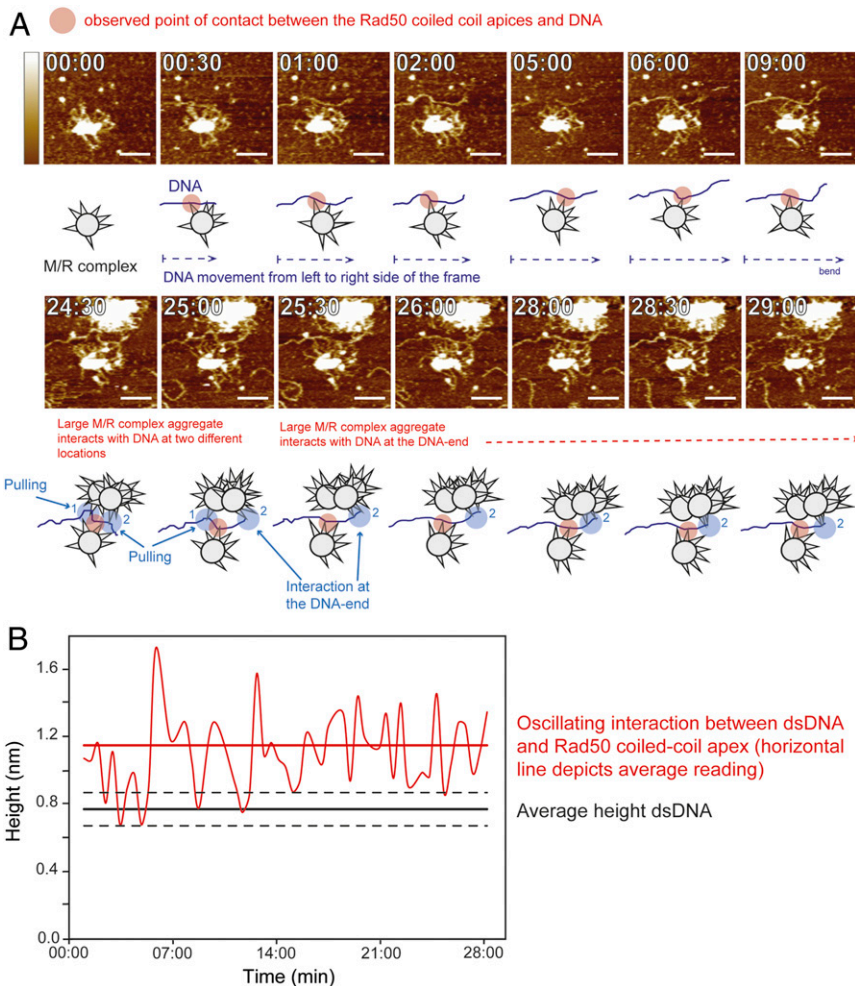 A
observed point of contact between the Rad50 coiled coil apices and DNA
00:00 00:30 01:00 02:00 05:00 06:00 09:00
DNA
M/R complex
DNA movement from left to right side of the frame
bend
24:30 25:00 25:30 26:00 28:00 28:30 29:00
Large M/R complex aggregate
interacts with DNA at two different
locations
Large M/R complex aggregate
interacts with DNA at the DNA-end
Pulling
1 2 1 2 2 2 2 2 2
Pulling
Interaction at
the DNA-end
B
Height (nm)
1.6
1.2
0.8
0.4
0.0
00:00 07:00 14:00 21:00 28:00
Time (min)
Oscillating interaction between dsDNA
and Rad50 coiled-coil apex (horizontal
line depicts average reading)
Average height dsDNA